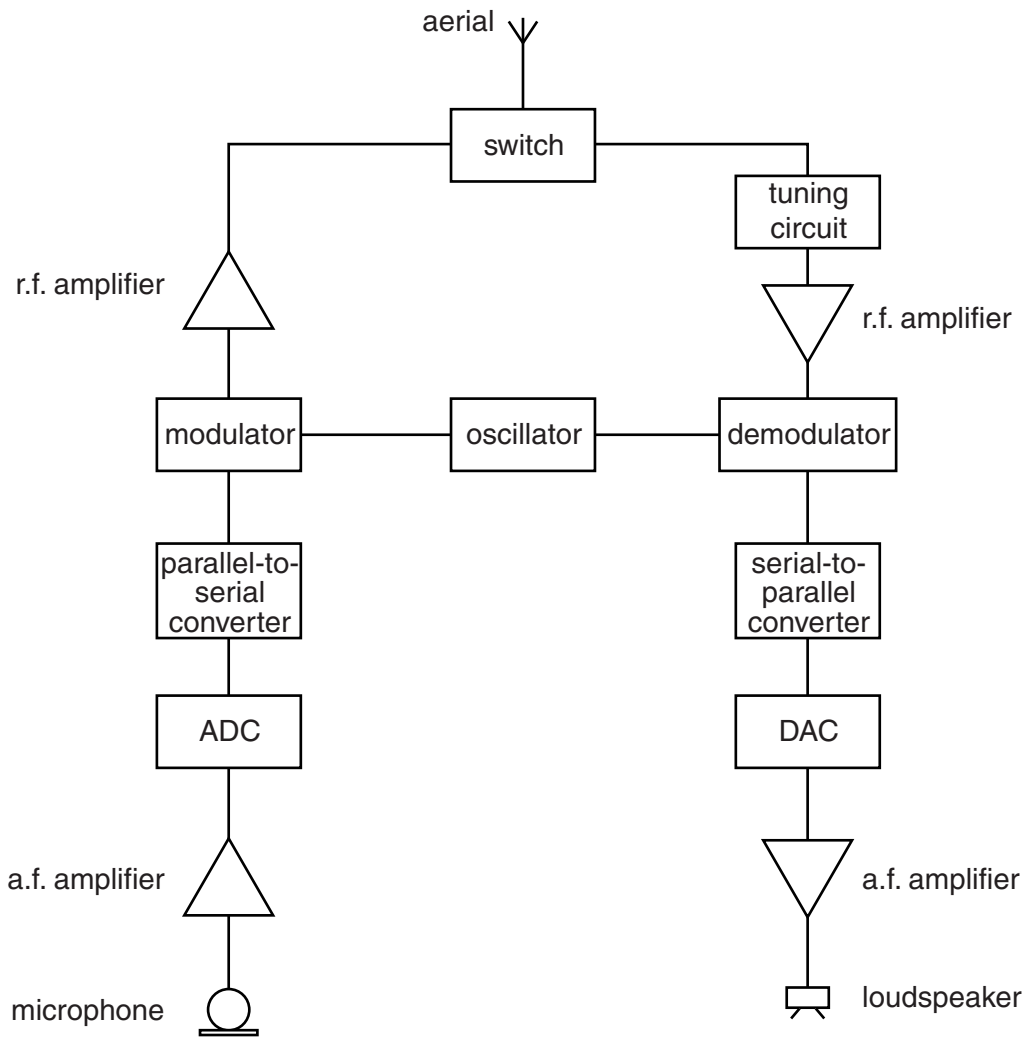 aerial
switch
tuning
circuit
r.f. amplifier
r.f. amplifier
modulator
oscillator
demodulator
parallel-to-
serial
converter
serial-to-
parallel
converter
ADC
DAC
a.f. amplifier
a.f. amplifier
microphone
loudspeaker